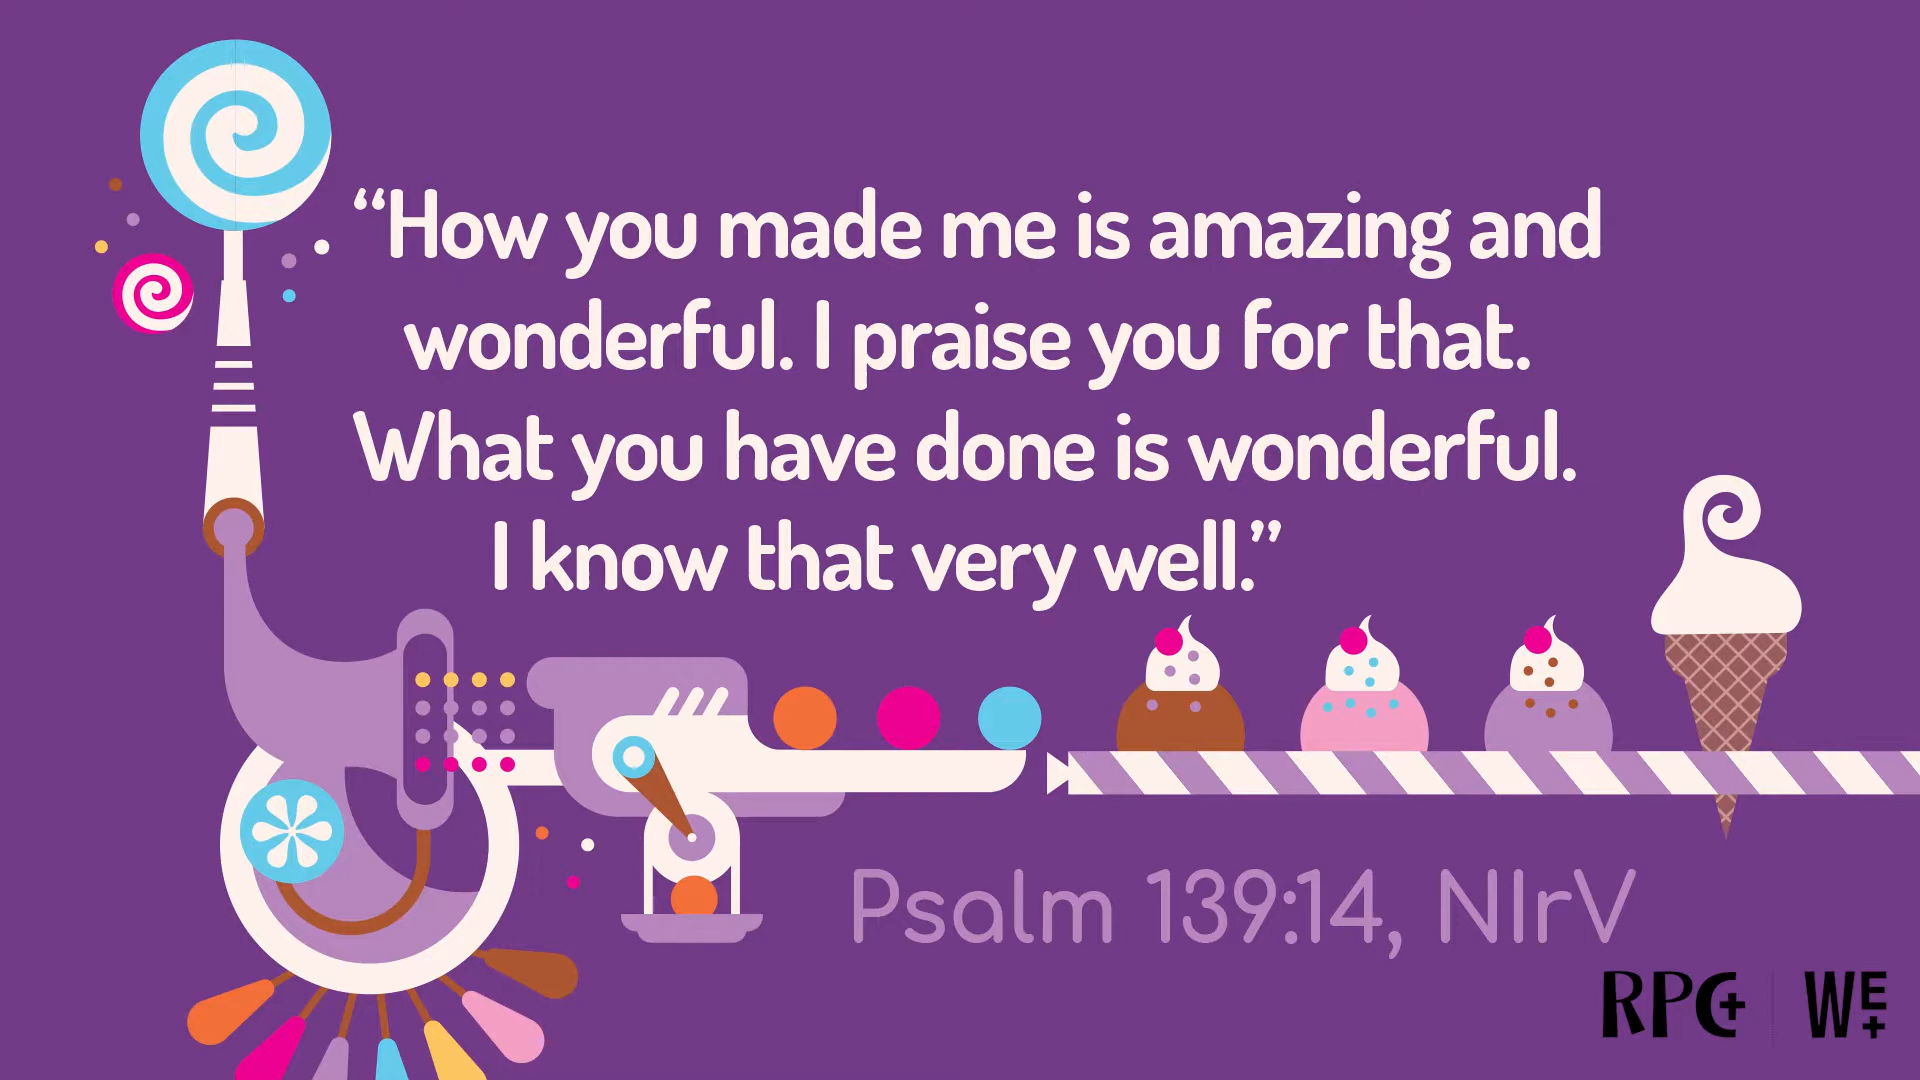 “How you made me is amazing and
wonderful. I praise you for that.
What you have done is wonderful.
I know that very well.”
Psalm 139:14, NIrV
RPC WE